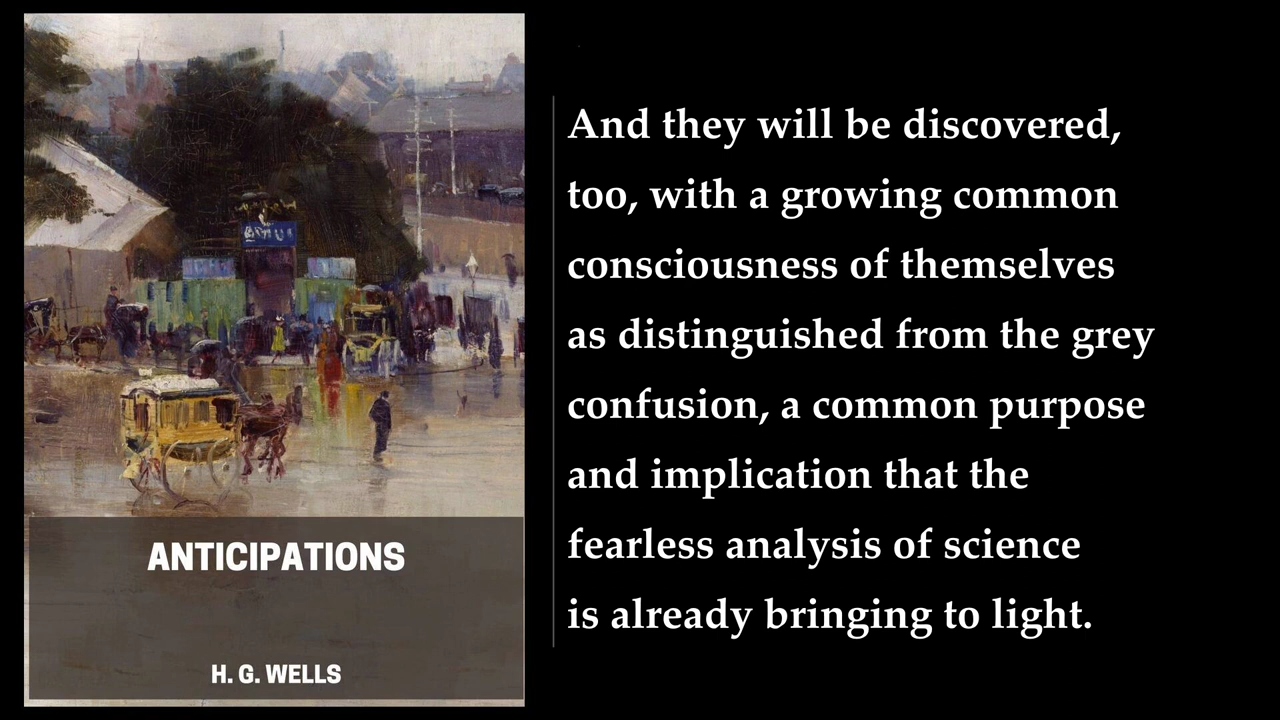 ANTICIPATIONS
H. G. WELLS
And they will be discovered,
too, with a growing common
consciousness of themselves
as distinguished from the grey
confusion, a common purpose
and implication that the
fearless analysis of science
is already bringing to light.